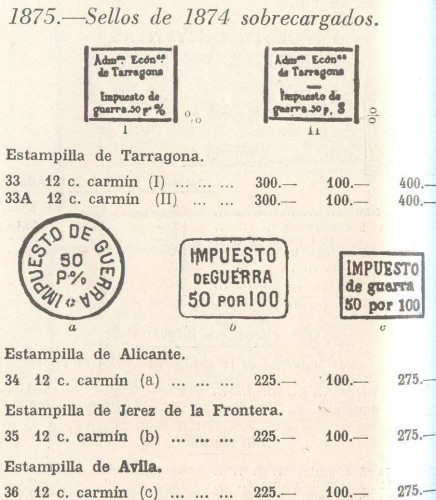 1875.—Sellos de 1874 sobrecargados.
Admᵒⁿ Econᶜᵃ
de Tarragona
Impuesto de
guerra.50 pº %
Admᵒⁿ Econᶜᵃ
de Tarragona
Impuesto de
guerra.50 p. 8
I
º/º
II
º/º
Estampilla de Tarragona.
33 12 c. carmín (I) ... ... ... 300.— 100.— 400.—
33A 12 c. carmín (II) ... ... 300.— 100.— 400.—
IMPUESTO DE GUERRA
50
P·%
IMPUESTO
DE GUERRA
50 POR 100
IMPUESTO
de guerra
50 por 100
a
b
c
Estampilla de Alicante.
34 12 c. carmín (a) ... ... ... 225.— 100.— 275.—
Estampilla de Jerez de la Frontera.
35 12 c. carmín (b) ... ... ... 225.— 100.— 275.—
Estampilla de Avila.
36 12 c. carmín (c) ... ... ... 225.— 100.— 275.—